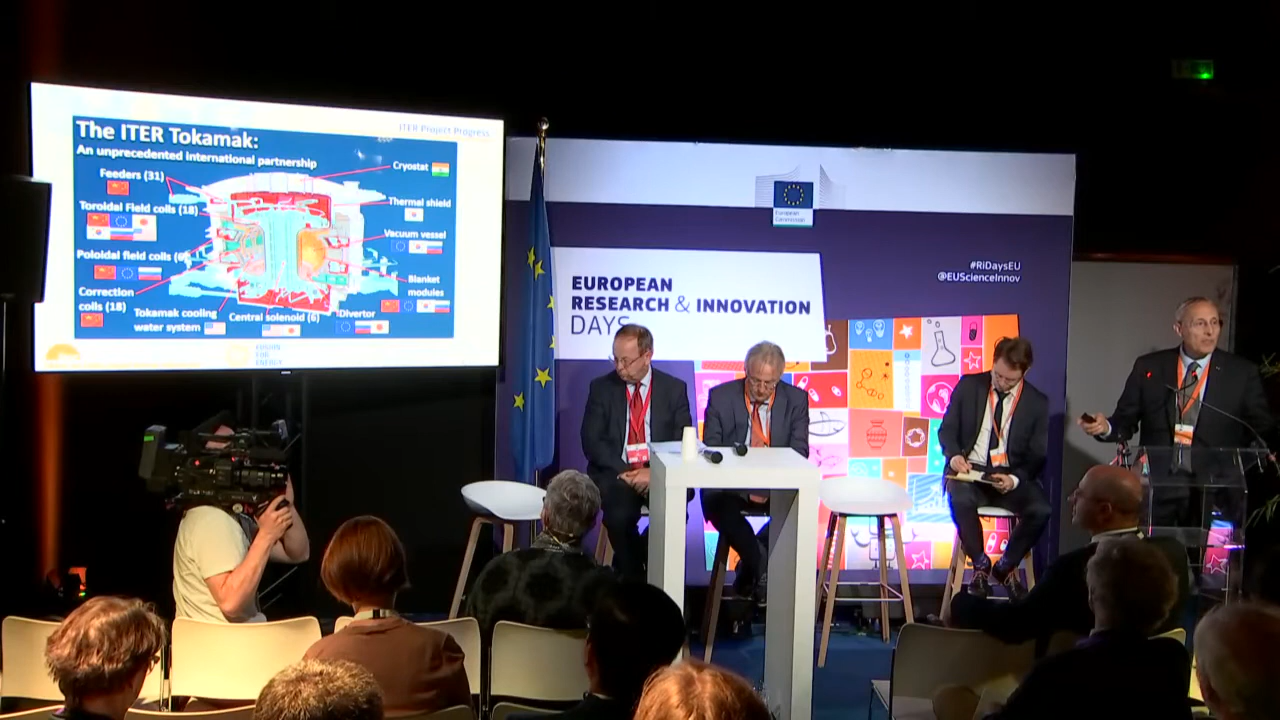 ITER Project Progress
The ITER Tokamak:
An unprecedented international partnership
Feeders (31)
Cryostat
Toroidal Field coils (18)
Thermal shield
Vacuum vessel
Poloidal field coils (6)
Blanket
modules
Correction
coils (18)
Tokamak cooling
water system
Central solenoid (6)
Divertor
FUSION
FOR
ENERGY
European
Commission
#RiDaysEU
@EUScienceInnov
EUROPEAN
RESEARCH & INNOVATION
DAYS